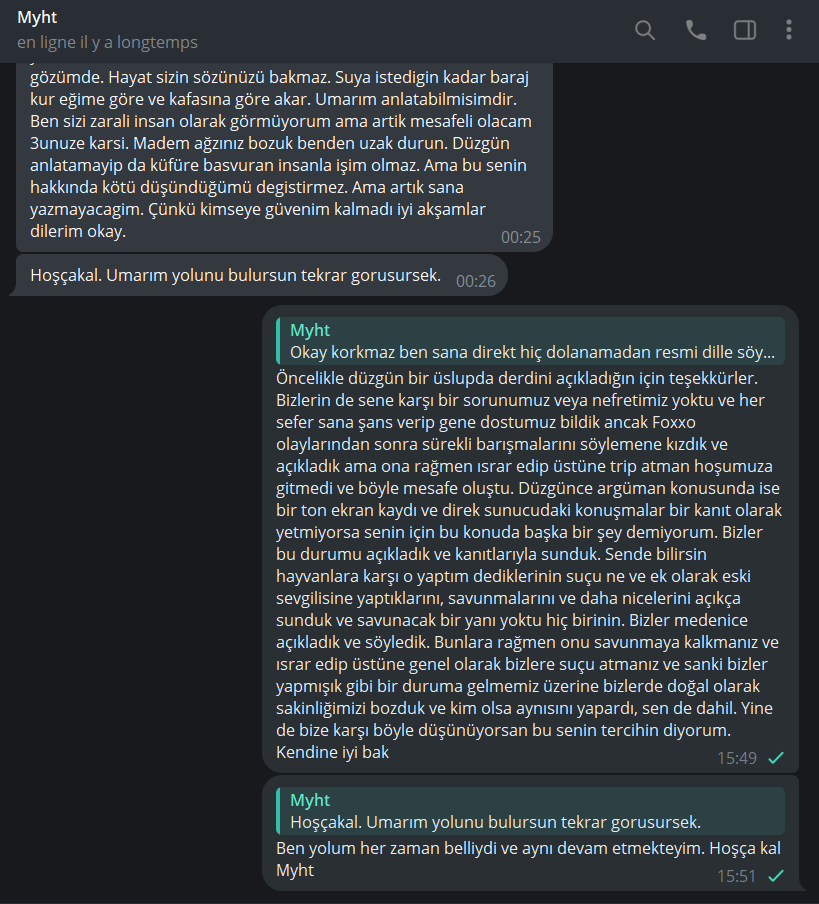 Myht
en ligne il y a longtemps
gözümde. Hayat sizin sözünüzü bakmaz. Suya istedigin kadar baraj
kur eğime göre ve kafasına göre akar. Umarım anlatabilmisimdir.
Ben sizi zarali insan olarak görmüyorum ama artik mesafeli olacam
3unuze karsi. Madem ağzınız bozuk benden uzak durun. Düzgün
anlatamayip da küfüre basvuran insanla işim olmaz. Ama bu senin
hakkında kötü düşündüğümü degistirmez. Ama artık sana
yazmayacagim. Çünkü kimseye güvenim kalmadı iyi akşamlar
dilerim okay.
00:25
Hoşçakal. Umarım yolunu bulursun tekrar gorusursek.
00:26
Myht
Okay korkmaz ben sana direkt hiç dolanamadan resmi dille söy...
Öncelikle düzgün bir üslupda derdini açıkladığın için teşekkürler.
Bizlerin de sene karşı bir sorunumuz veya nefretimiz yoktu ve her
sefer sana şans verip gene dostumuz bildik ancak Foxxo
olaylarından sonra sürekli barışmalarını söylemene kızdık ve
açıkladık ama ona rağmen ısrar edip üstüne trip atman hoşumuza
gitmedi ve böyle mesafe oluştu. Düzgünce argüman konusunda ise
bir ton ekran kaydı ve direk sunucudaki konuşmalar bir kanıt olarak
yetmiyorsa senin için bu konuda başka bir şey demiyorum. Bizler
bu durumu açıkladık ve kanıtlarıyla sunduk. Sende bilirsin
hayvanlara karşı o yaptım dediklerinin suçu ne ve ek olarak eski
sevgilisine yaptıklarını, savunmalarını ve daha nicelerini açıkça
sunduk ve savunacak bir yanı yoktu hiç birinin. Bizler medenice
açıkladık ve söyledik. Bunlara rağmen onu savunmaya kalkmanız ve
ısrar edip üstüne genel olarak bizlere suçu atmanız ve sanki bizler
yapmışık gibi bir duruma gelmemiz üzerine bizlerde doğal olarak
sakinliğimizi bozduk ve kim olsa aynısını yapardı, sen de dahil. Yine
de bize karşı böyle düşünüyorsan bu senin tercihin diyorum.
Kendine iyi bak
15:49
Myht
Hoşçakal. Umarım yolunu bulursun tekrar gorusursek.
Ben yolum her zaman belliydi ve aynı devam etmekteyim. Hoşça kal
Myht
15:51